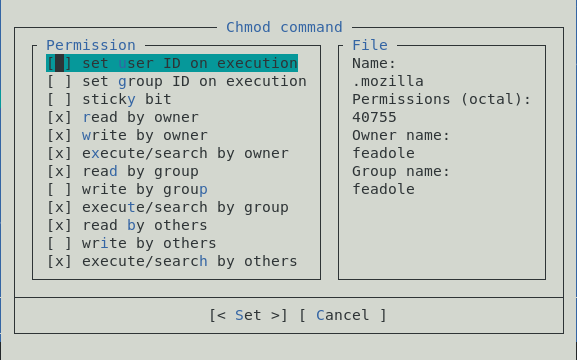 Chmod command
Permission
[ ] set user ID on execution
[ ] set group ID on execution
[ ] sticky bit
[x] read by owner
[x] write by owner
[x] execute/search by owner
[x] read by group
[ ] write by group
[x] execute/search by group
[x] read by others
[ ] write by others
[x] execute/search by others
File
Name:
.mozilla
Permissions (octal):
40755
Owner name:
feadole
Group name:
feadole
[< Set >] [ Cancel ]